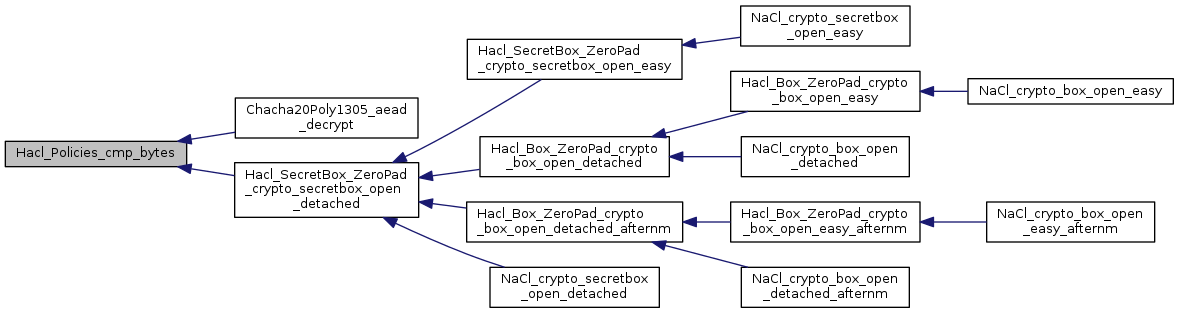 Hacl_Policies_cmp_bytes
Chacha20Poly1305_aead
_decrypt
Hacl_SecretBox_ZeroPad
_crypto_secretbox_open
_detached
Hacl_SecretBox_ZeroPad
_crypto_secretbox_open_easy
Hacl_Box_ZeroPad_crypto
_box_open_detached
Hacl_Box_ZeroPad_crypto
_box_open_detached_afternm
NaCl_crypto_secretbox
_open_detached
NaCl_crypto_secretbox
_open_easy
Hacl_Box_ZeroPad_crypto
_box_open_easy
NaCl_crypto_box_open
_detached
Hacl_Box_ZeroPad_crypto
_box_open_easy_afternm
NaCl_crypto_box_open
_detached_afternm
NaCl_crypto_box_open_easy
NaCl_crypto_box_open
_easy_afternm